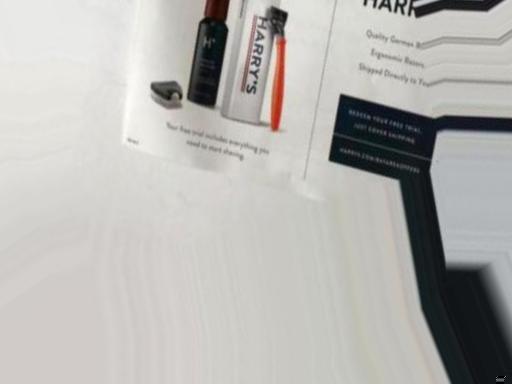 HARR
Quality German
Ergonomic Razors,
Shipped Directly to You
H'
HARRY'S
Your free trial includes everything you
need to start shaving.
REDEEM YOUR FREE TRIAL,
JUST COVER SHIPPING